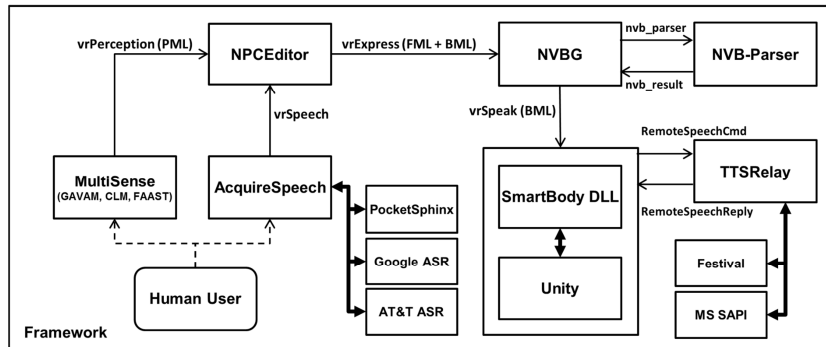 vrPerception (PML)
NPCEditor
vrExpress (FML + BML)
NVBG
nvb_parser
NVB-Parser
nvb_result
vrSpeech
vrSpeak (BML)
MultiSense
(GAVAM, CLM, FAAST)
AcquireSpeech
PocketSphinx
Google ASR
AT&T ASR
SmartBody DLL
Unity
RemoteSpeechCmd
TTSRelay
RemoteSpeechReply
Festival
MS SAPI
Human User
Framework